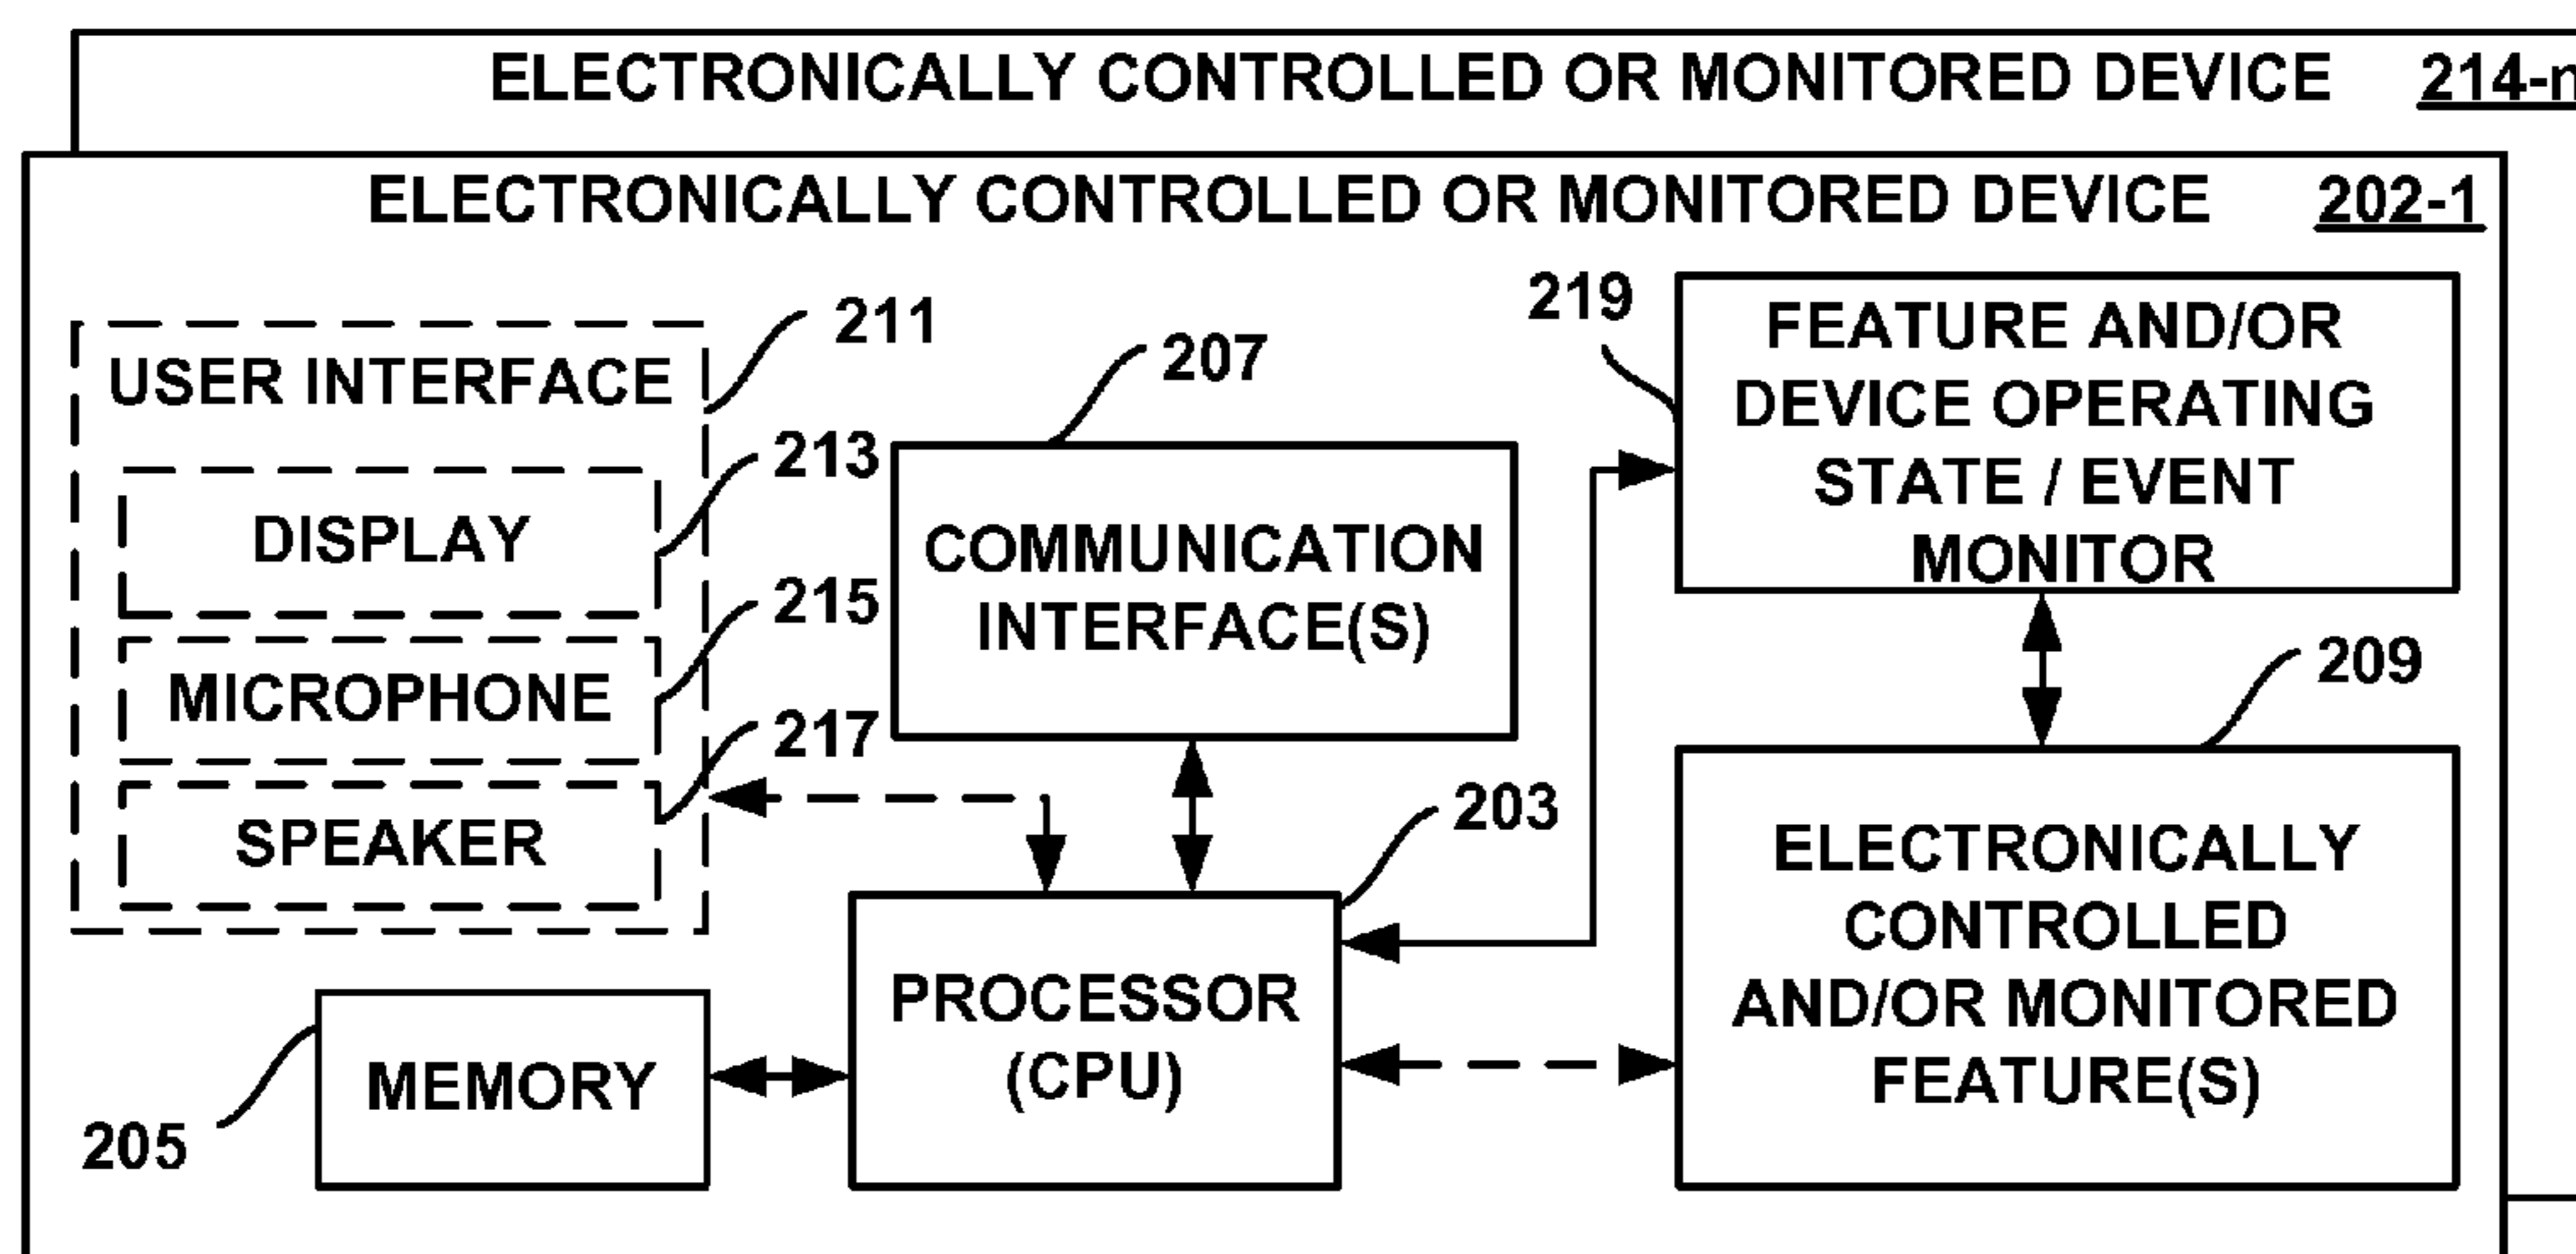 ELECTRONICALLY CONTROLLED OR MONITORED DEVICE 214-n
ELECTRONICALLY CONTROLLED OR MONITORED DEVICE 202-1
USER INTERFACE
211
DISPLAY
213
MICROPHONE
215
SPEAKER
217
207
COMMUNICATION
INTERFACE(S)
219
FEATURE AND/OR
DEVICE OPERATING
STATE / EVENT
MONITOR
209
ELECTRONICALLY
CONTROLLED
AND/OR MONITORED
FEATURE(S)
203
PROCESSOR
(CPU)
MEMORY
205